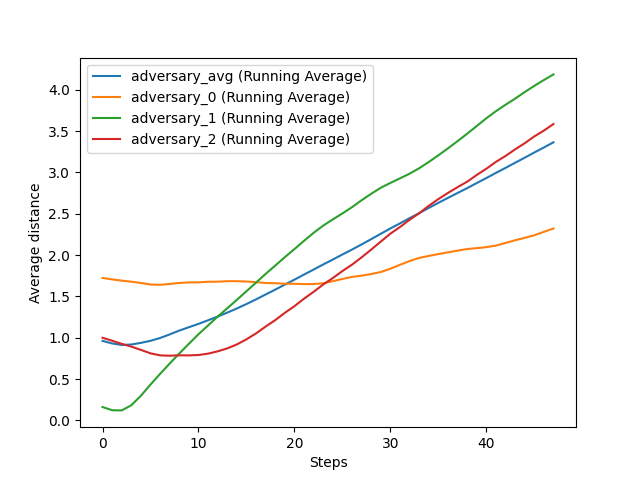 adversary_avg (Running Average)
adversary_0 (Running Average)
adversary_1 (Running Average)
adversary_2 (Running Average)
Average distance
4.0
3.5
3.0
2.5
2.0
1.5
1.0
0.5
0.0
0 10 20 30 40
Steps